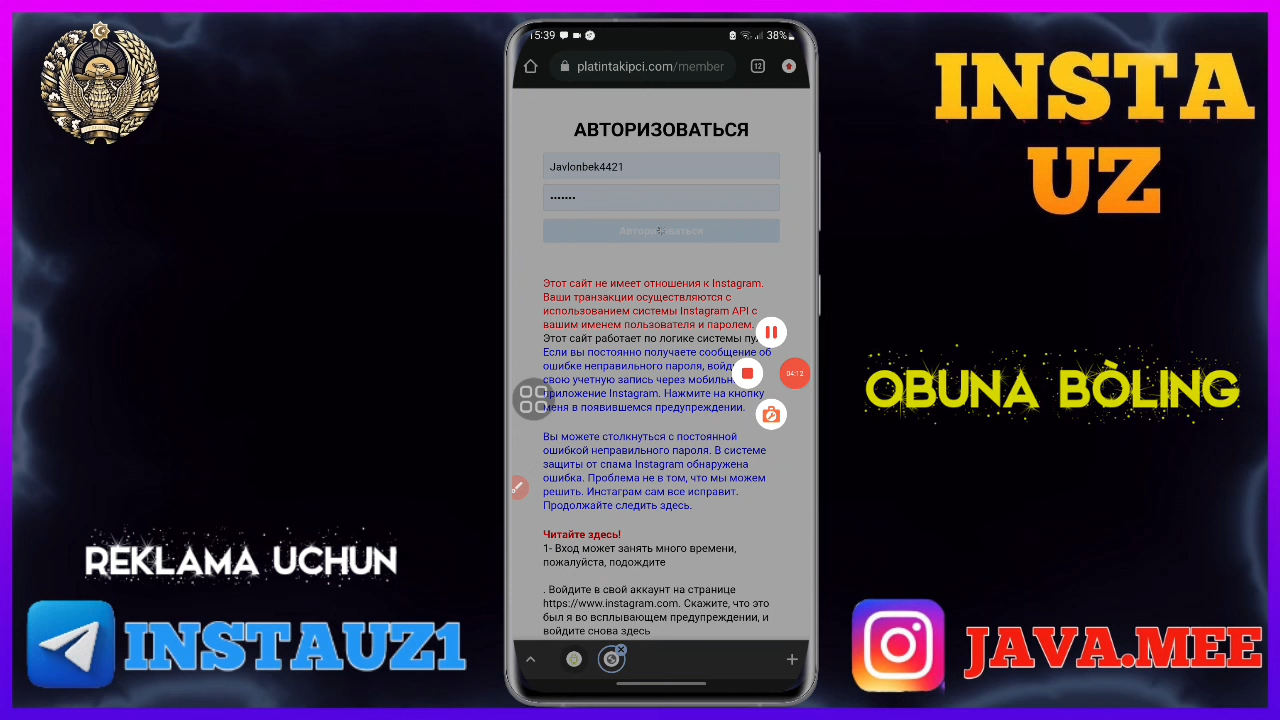 15:39
38%
platintakipci.com/member
12
АВТОРИЗОВАТЬСЯ
Javlonbek4421
•••••••
Авторизоваться
Этот сайт не имеет отношения к Instagram.
Ваши транзакции осуществляются с
использованием системы Instagram API с
вашим именем пользователя и паролем.
Этот сайт работает по логике системы
Если вы постоянно получаете сообщение об
ошибке неправильного пароля,
свою учетную запись через
приложение Instagram. Нажмите на кнопку
меня в появившемся предупреждении.
04:12
Вы можете столкнуться с постоянной
ошибкой неправильного пароля. В системе
защиты от спама Instagram обнаружена
ошибка. Проблема не в том, что мы можем
решить. Инстаграм сам все исправит.
Продолжайте следить здесь.
Читайте здесь!
1- Вход может занять много времени,
пожалуйста, подождите
. Войдите в свой аккаунт на странице
https://www.instagram.com. Скажите, что это
был я во всплывающем предупреждении, и
войдите снова здесь
INSTA
UZ
OBUNA BÒLING
REKLAMA UCHUN
INSTAUZ1
JAVA.MEE